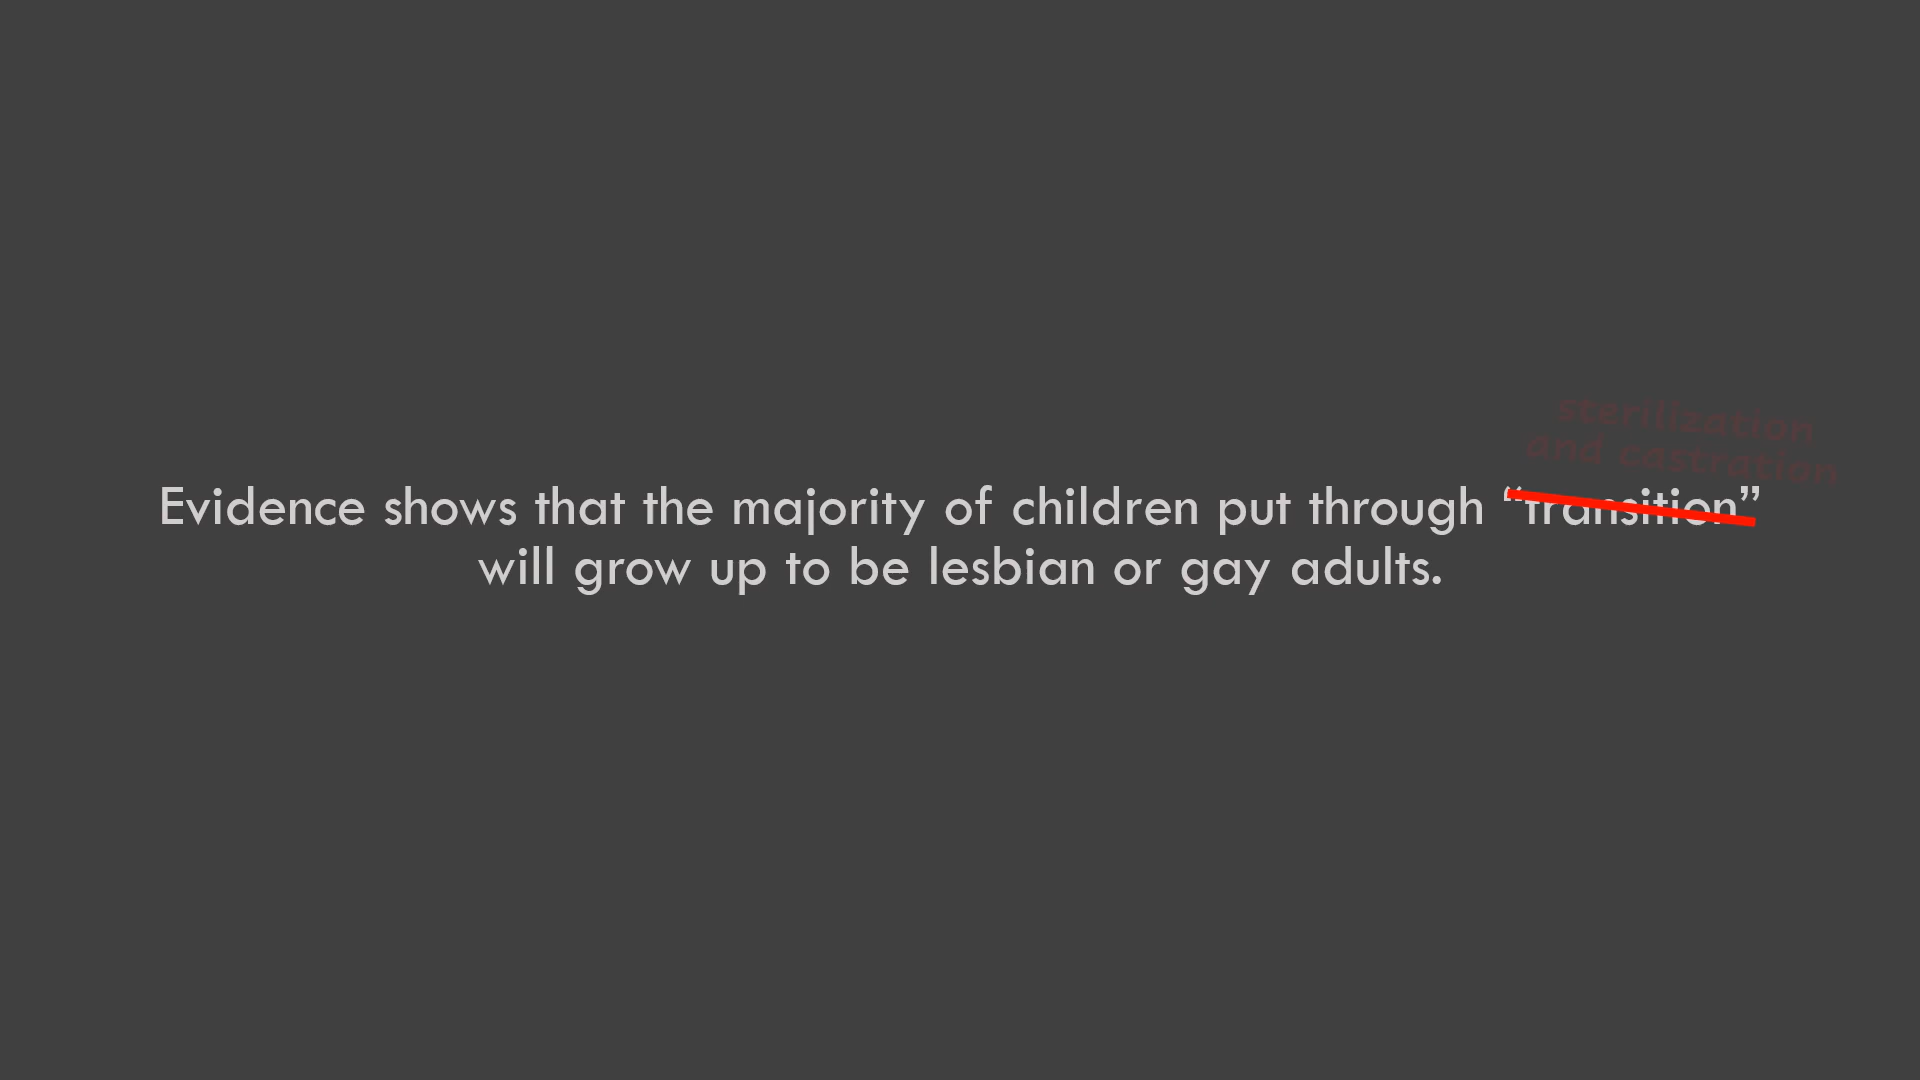 sterilization
and castration
Evidence shows that the majority of children put through “transition”
will grow up to be lesbian or gay adults.